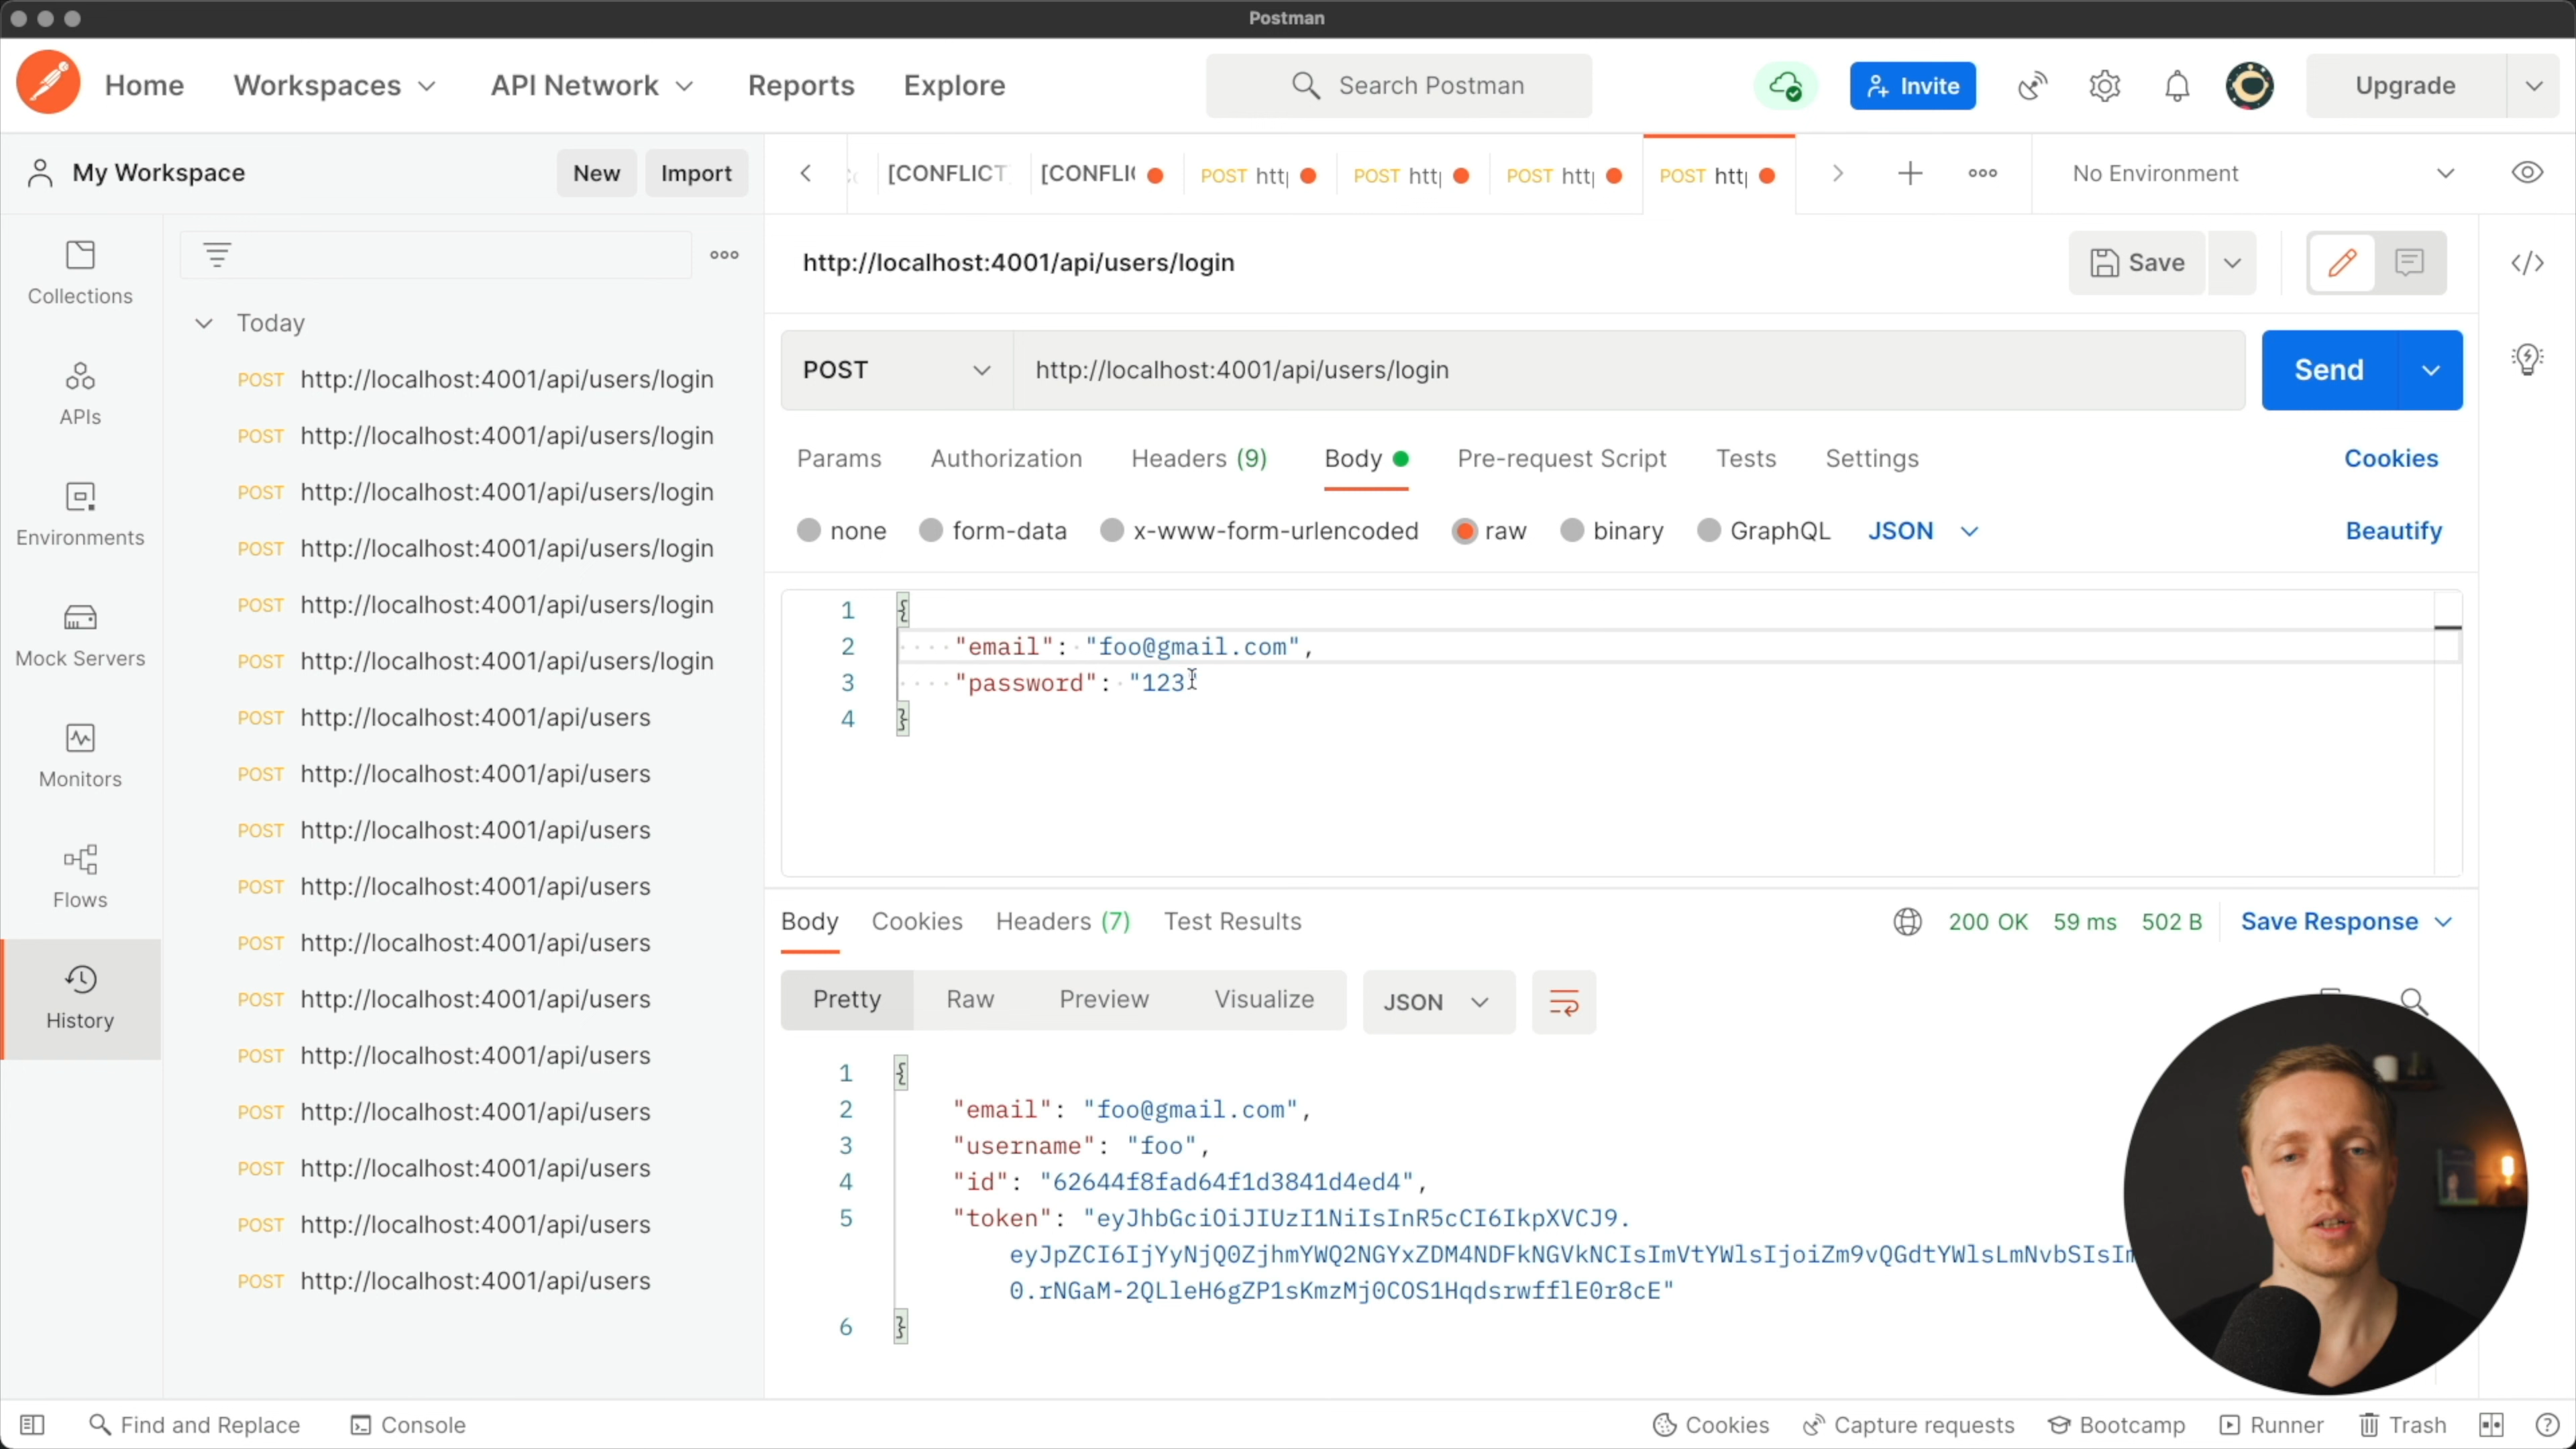 Postman
Home Workspaces API Network Reports Explore Search Postman Invite Upgrade
My Workspace New Import
[CONFLICT [CONFLI POST htt POST htt POST htt POST htt No Environment
Collections
APIs
Environments
Mock Servers
Monitors
Flows
History
Today
POST http://localhost:4001/api/users/login
POST http://localhost:4001/api/users/login
POST http://localhost:4001/api/users/login
POST http://localhost:4001/api/users/login
POST http://localhost:4001/api/users/login
POST http://localhost:4001/api/users/login
POST http://localhost:4001/api/users
POST http://localhost:4001/api/users
POST http://localhost:4001/api/users
POST http://localhost:4001/api/users
POST http://localhost:4001/api/users
POST http://localhost:4001/api/users
POST http://localhost:4001/api/users
POST http://localhost:4001/api/users
POST http://localhost:4001/api/users
POST http://localhost:4001/api/users
POST http://localhost:4001/api/users
http://localhost:4001/api/users/login Save
POST http://localhost:4001/api/users/login Send
Params Authorization Headers (9) Body Pre-request Script Tests Settings Cookies
none form-data x-www-form-urlencoded raw binary GraphQL JSON Beautify
1 {
2 "email": "foo@gmail.com",
3 "password": "123
4 }
Body Cookies Headers (7) Test Results 200 OK 59 ms 502 B Save Response
Pretty Raw Preview Visualize JSON
1 {
2 "email": "foo@gmail.com",
3 "username": "foo",
4 "id": "62644f8fad64f1d3841d4ed4",
5 "token": "eyJhbGciOiJIUzI1NiIsInR5cCI6IkpXVCJ9.
eyJpZCI6IjYyNjQ0ZjhmYWQ2NGYxZDM4NDFkNGVkNCIsImVtYWlsIjoiZm9vQGdtYWlsLmNvbSIsIm
0.rNGaM-2QLleH6gZP1sKmzMj0COS1HqdsrwfflE0r8cE"
6 }
Find and Replace Console Cookies Capture requests Bootcamp Runner Trash